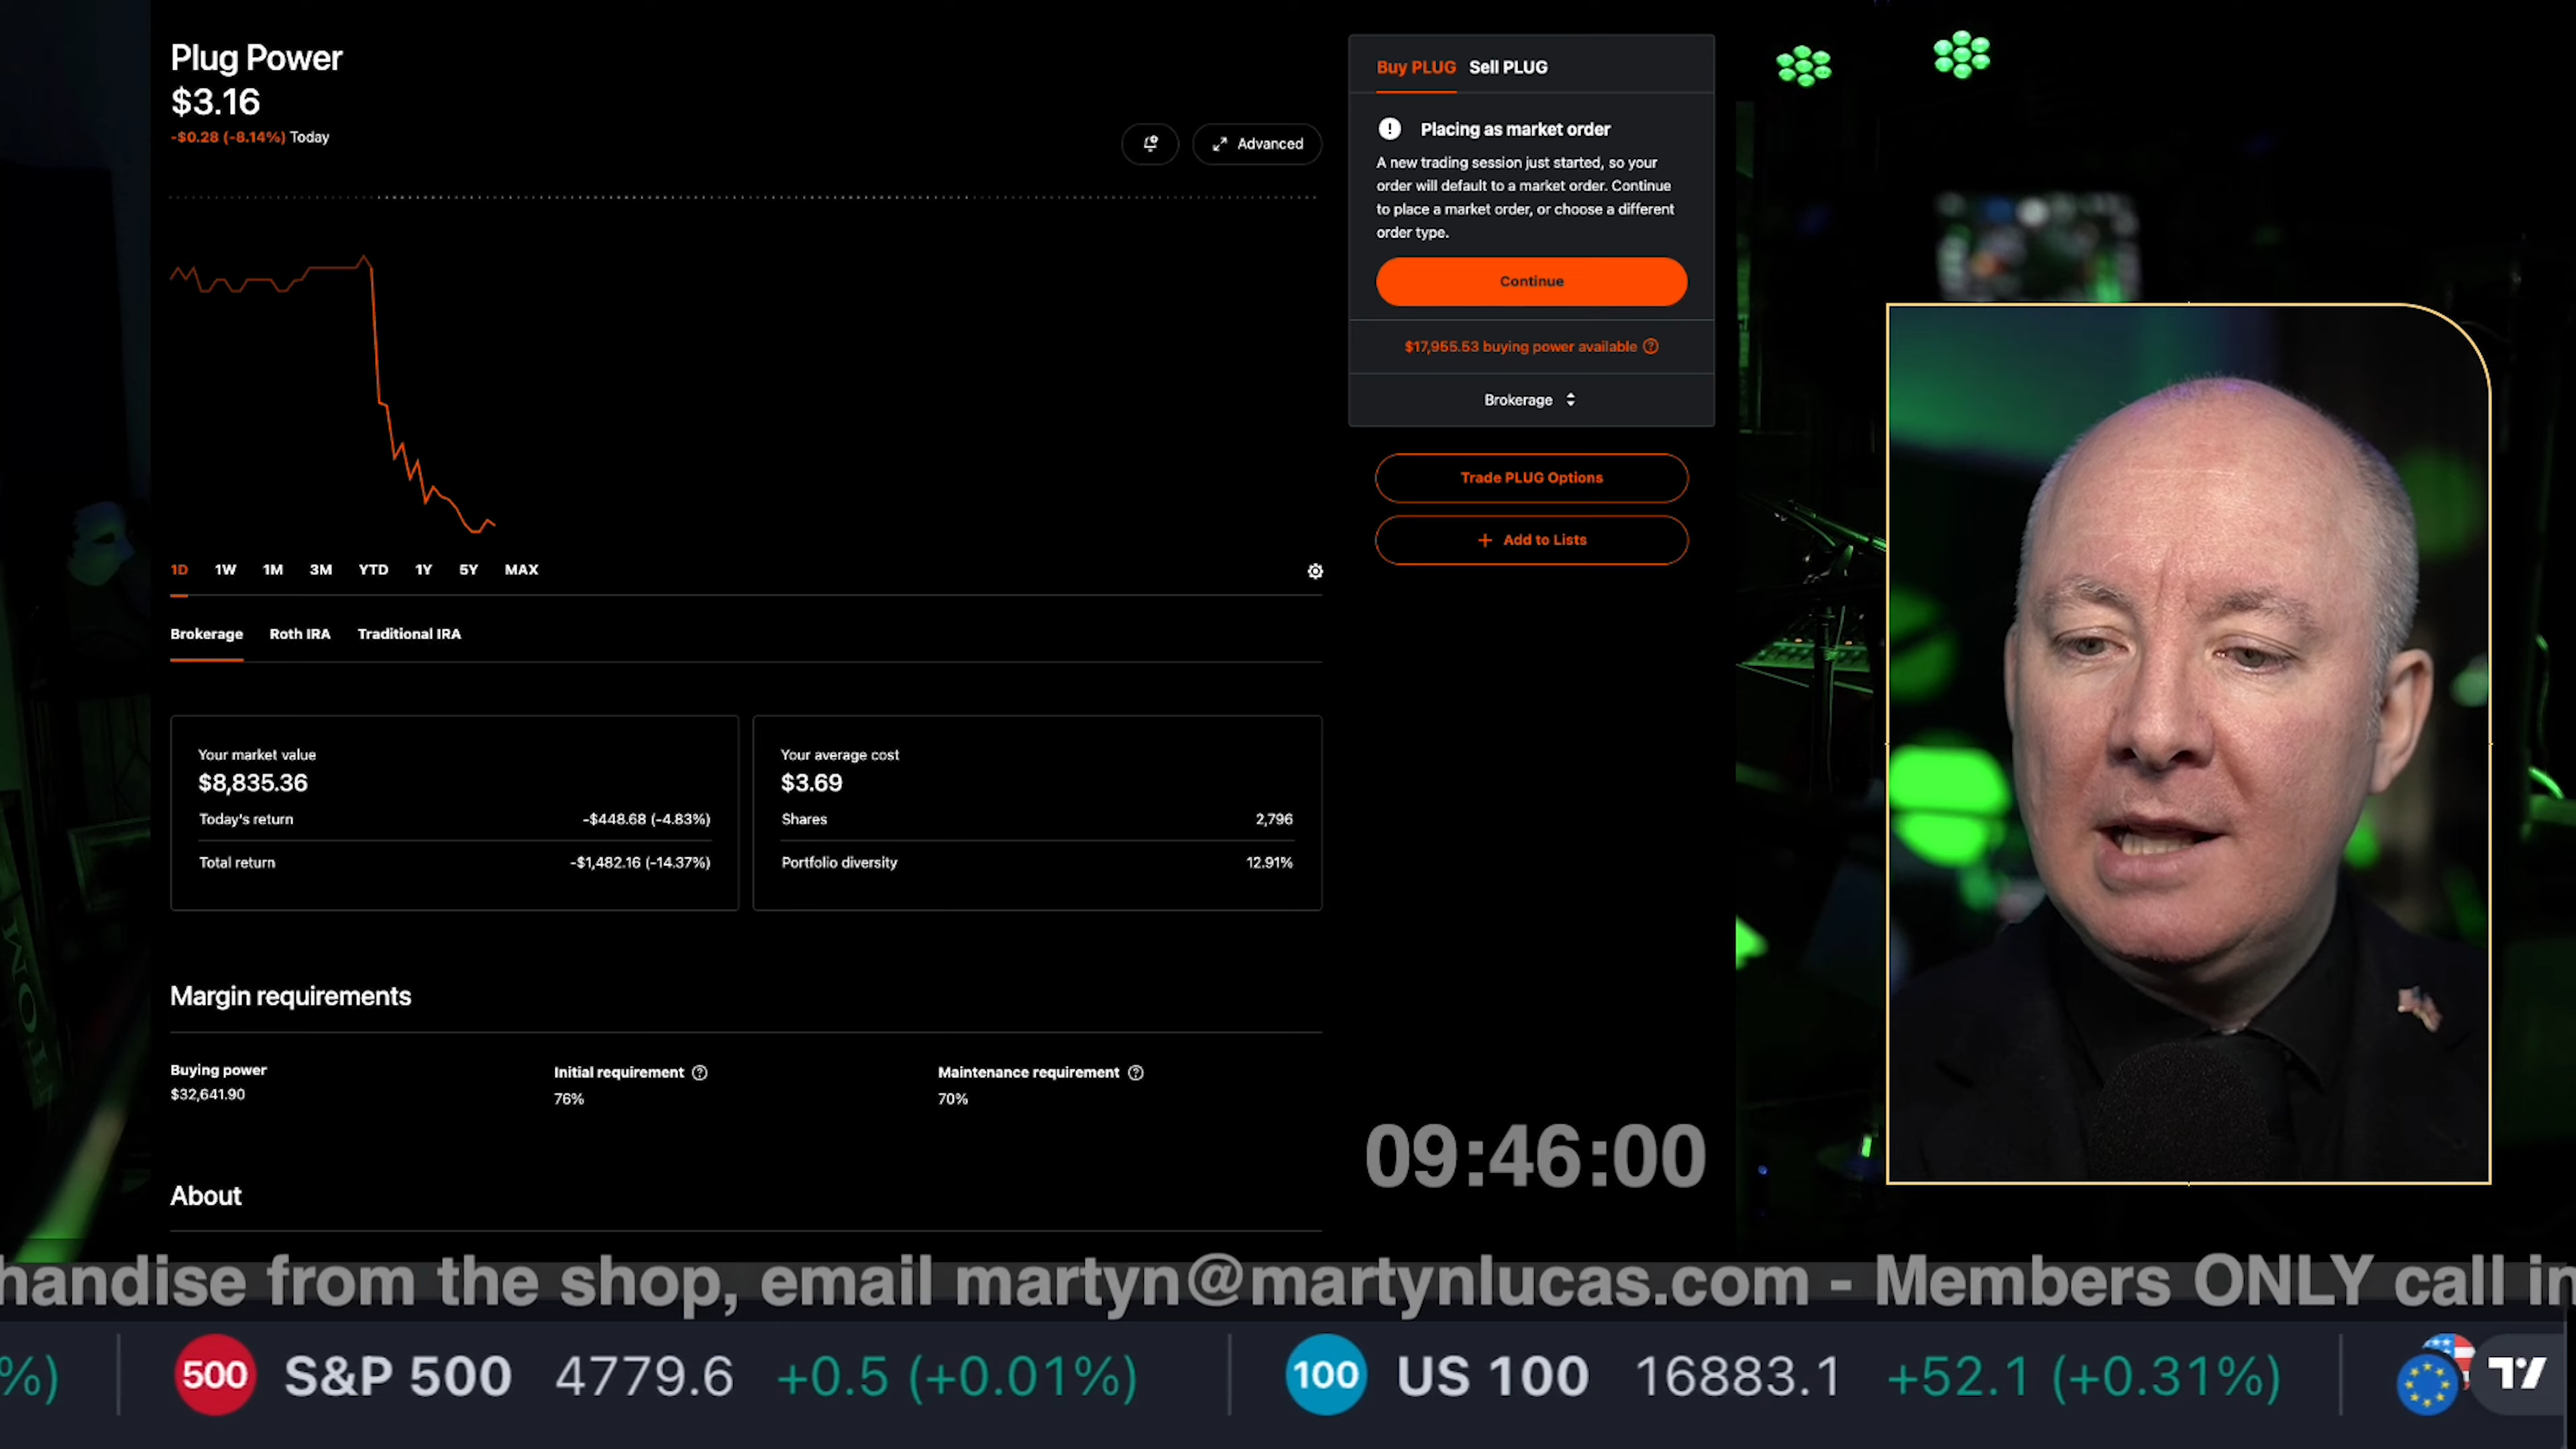 Plug Power
$3.16
-$0.28 (-8.14%) Today
Advanced
1D 1W 1M 3M YTD 1Y 5Y MAX
Brokerage Roth IRA Traditional IRA
Your market value
$8,835.36
Today's return -$448.68 (-4.83%)
Total return -$1,482.16 (-14.37%)
Your average cost
$3.69
Shares 2,796
Portfolio diversity 12.91%
Margin requirements
Buying power
$32,641.90
Initial requirement
76%
Maintenance requirement
70%
About
Buy PLUG Sell PLUG
Placing as market order
A new trading session just started, so your
order will default to a market order. Continue
to place a market order, or choose a different
order type.
Continue
$17,955.53 buying power available
Brokerage
Trade PLUG Options
+ Add to Lists
09:46:00
handise from the shop, email martyn@martynlucas.com - Members ONLY call in
%) 500 S&P 500 4779.6 +0.5 (+0.01%) 100 US 100 16883.1 +52.1 (+0.31%)